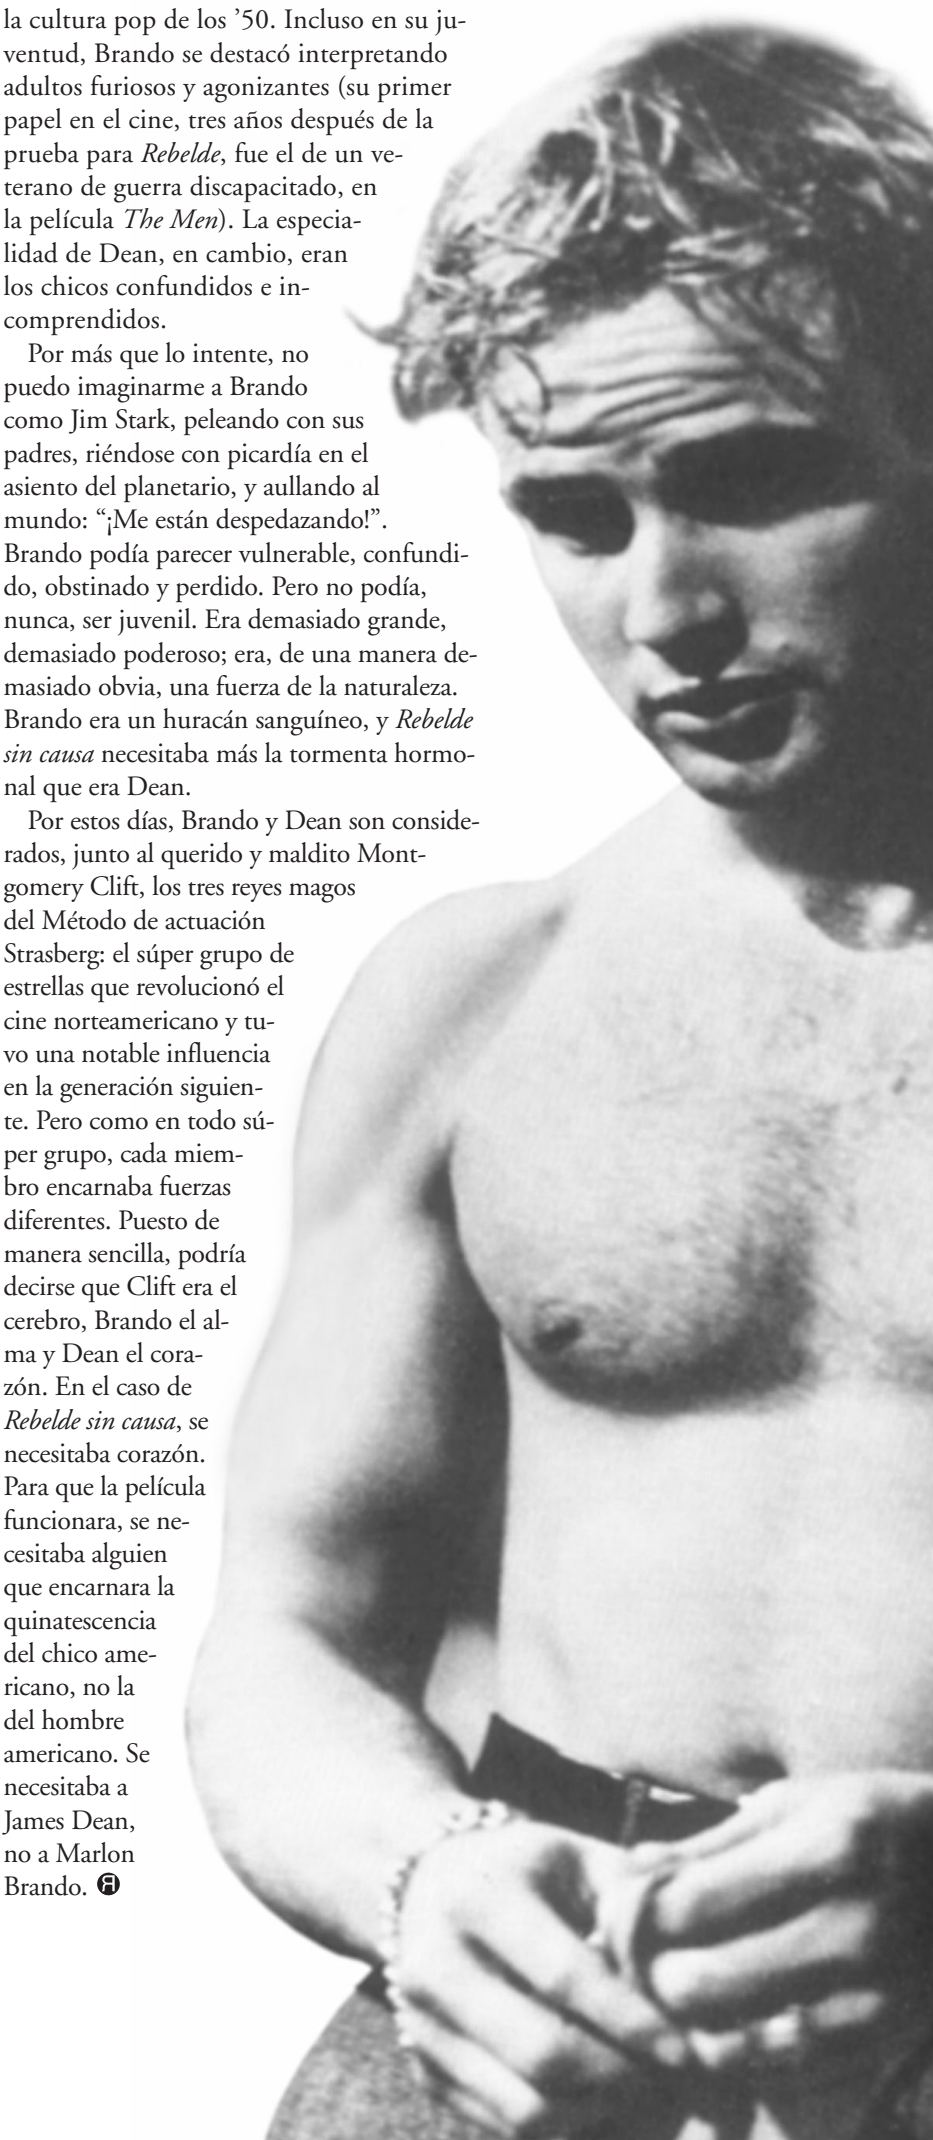 la cultura pop de los ’50. Incluso en su ju-
ventud, Brando se destacó interpretando
adultos furiosos y agonizantes (su primer
papel en el cine, tres años después de la
prueba para Rebelde, fue el de un ve-
terano de guerra discapacitado, en
la película The Men). La especia-
lidad de Dean, en cambio, eran
los chicos confundidos e in-
comprendidos.
Por más que lo intente, no
puedo imaginarme a Brando
como Jim Stark, peleando con sus
padres, riéndose con picardía en el
asiento del planetario, y aullando al
mundo: “¡Me están despedazando!”.
Brando podía parecer vulnerable, confundi-
do, obstinado y perdido. Pero no podía,
nunca, ser juvenil. Era demasiado grande,
demasiado poderoso; era, de una manera de-
masiado obvia, una fuerza de la naturaleza.
Brando era un huracán sanguíneo, y Rebelde
sin causa necesitaba más la tormenta hormo-
nal que era Dean.
Por estos días, Brando y Dean son conside-
rados, junto al querido y maldito Mont-
gomery Clift, los tres reyes magos
del Método de actuación
Strasberg: el súper grupo de
estrellas que revolucionó el
cine norteamericano y tu-
vo una notable influencia
en la generación siguien-
te. Pero como en todo sú-
per grupo, cada miem-
bro encarnaba fuerzas
diferentes. Puesto de
manera sencilla, podría
decirse que Clift era el
cerebro, Brando el al-
ma y Dean el cora-
zón. En el caso de
Rebelde sin causa, se
necesitaba corazón.
Para que la película
funcionara, se ne-
cesitaba alguien
que encarnara la
quinatescencia
del chico ame-
ricano, no la
del hombre
americano. Se
necesitaba a
James Dean,
no a Marlon
Brando. Я